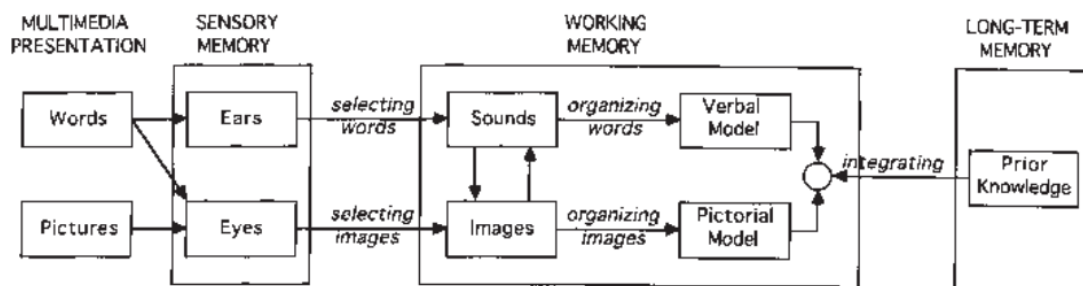 MULTIMEDIA
PRESENTATION
SENSORY
MEMORY
WORKING
MEMORY
LONG-TERM
MEMORY
Words
Ears
selecting
words
Sounds
organizing
words
Verbal
Model
integrating
Prior
Knowledge
Pictures
Eyes
selecting
images
Images
organizing
images
Pictorial
Model